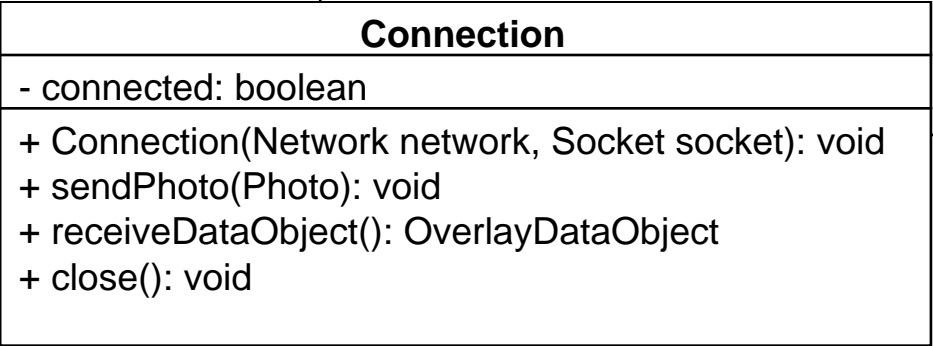 Connection
- connected: boolean
+ Connection(Network network, Socket socket): void
+ sendPhoto(Photo): void
+ receiveDataObject(): OverlayDataObject
+ close(): void